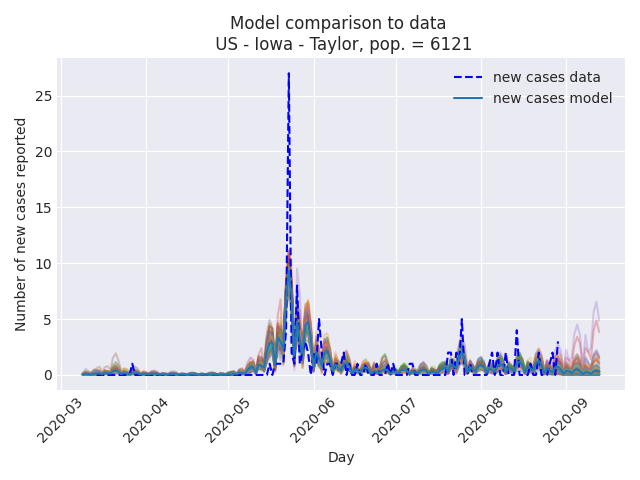 Model comparison to data
US - Iowa - Taylor, pop. = 6121
new cases data
new cases model
Number of new cases reported
25
20
15
10
5
0
2020-03
2020-04
2020-05
2020-06
2020-07
2020-08
2020-09
Day